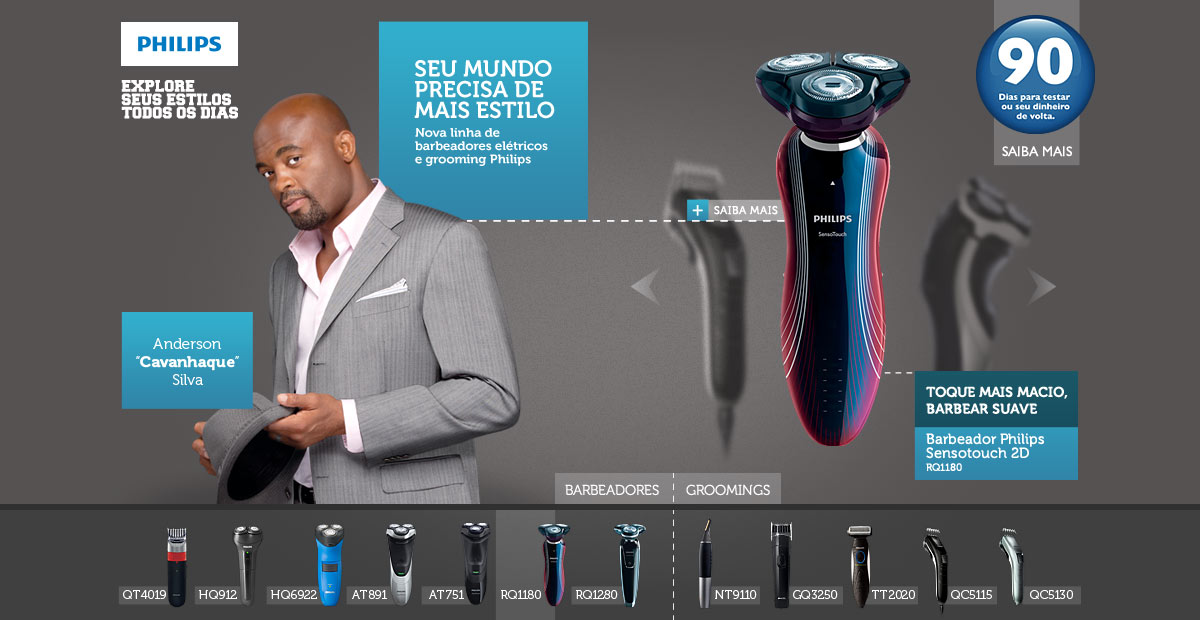 PHILIPS
EXPLORE
SEUS ESTILOS
TODOS OS DIAS
SEU MUNDO
PRECISA DE
MAIS ESTILO
Nova linha de
barbeadores elétricos
e grooming Philips
90
Dias para testar
ou seu dinheiro
de volta.
SAIBA MAIS
+ SAIBA MAIS
PHILIPS
SensoTouch
Anderson
"Cavanhaque"
Silva
TOQUE MAIS MACIO,
BARBEAR SUAVE
Barbeador Philips
Sensotouch 2D
RQ1180
BARBEADORES
GROOMINGS
QT4019
HQ912
HQ6922
AT891
AT751
RQ1180
RQ1280
NT9110
GQ3250
TT2020
QC5115
QC5130